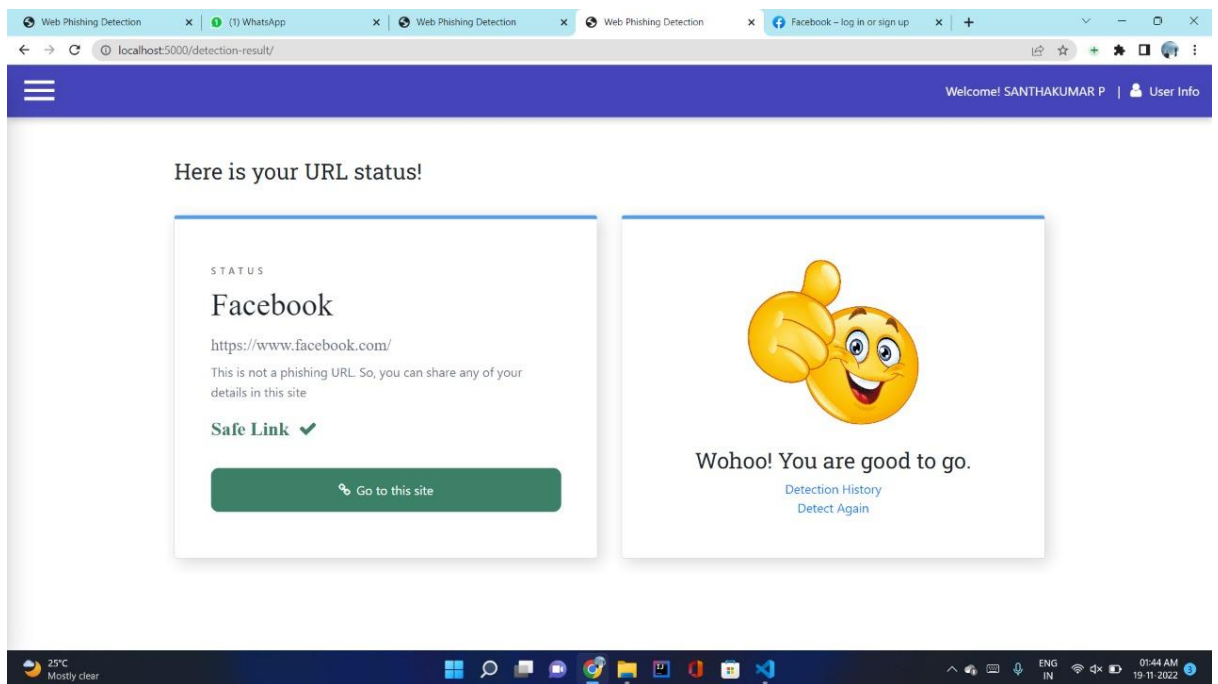 Web Phishing Detection
(1) WhatsApp
Web Phishing Detection
Web Phishing Detection
Facebook – log in or sign up
localhost:5000/detection-result/
Welcome! SANTHAKUMAR P | User Info
Here is your URL status!
STATUS
Facebook
https://www.facebook.com/
This is not a phishing URL. So, you can share any of your
details in this site
Safe Link
Go to this site
Wohoo! You are good to go.
Detection History
Detect Again
25°C
Mostly clear
ENG
IN
01:44 AM
19-11-2022
3